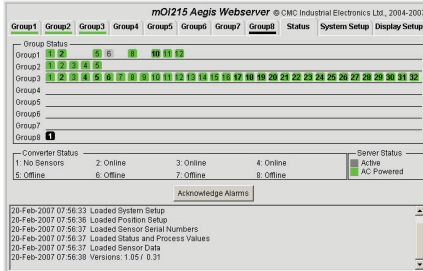 mOI215 Aegis Webserver © CMC Industrial Electronics Ltd., 2004-2007
Group1 Group2 Group3 Group4 Group5 Group6 Group7 Group8 Status System Setup Display Setup
Group Status
Group1 1 2 5 6 8 10 11 12
Group2 1 2 3 4 5
Group3 1 2 3 4 5 6 7 8 9 10 11 12 13 14 15 16 17 18 19 20 21 22 23 24 25 26 27 28 29 30 31 32
Group4
Group5
Group6
Group7
Group8 1
Converter Status
Server Status
1: No Sensors 2: Online 3: Online 4: Online
Active
5: Offline 6: Offline 7: Offline 8: Offline
AC Powered
Acknowledge Alarms
20-Feb-2007 07:56:33 Loaded System Setup
20-Feb-2007 07:56:36 Loaded Position Setup
20-Feb-2007 07:56:37 Loaded Sensor Serial Numbers
20-Feb-2007 07:56:37 Loaded Status and Process Values
20-Feb-2007 07:56:37 Loaded Sensor Data
20-Feb-2007 07:56:38 Versions: 1.05 / 0.31